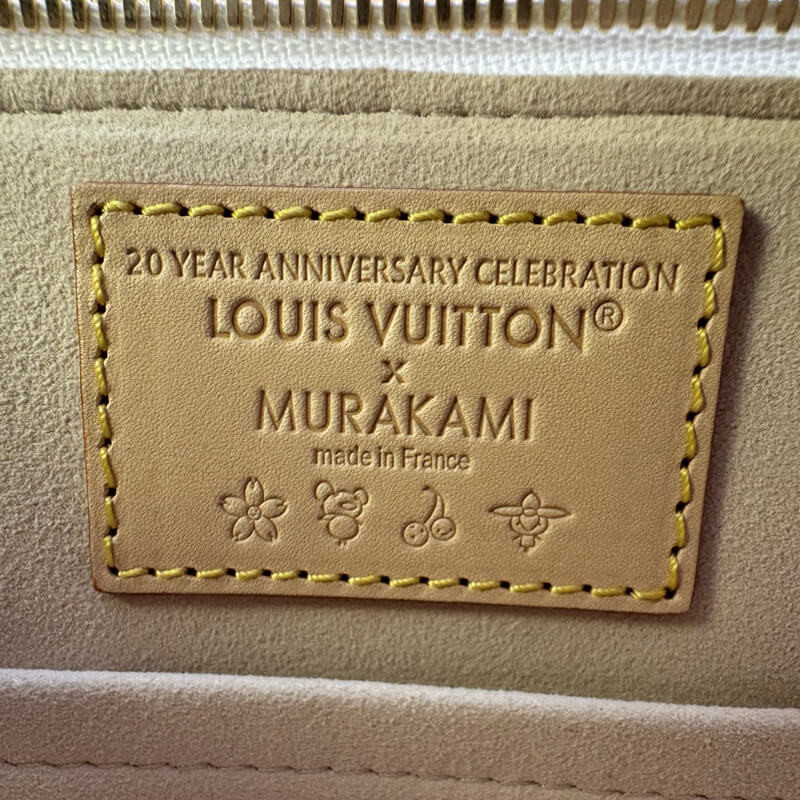 20 YEAR ANNIVERSARY CELEBRATION
LOUIS VUITTON®
x
MURAKAMI
made in France